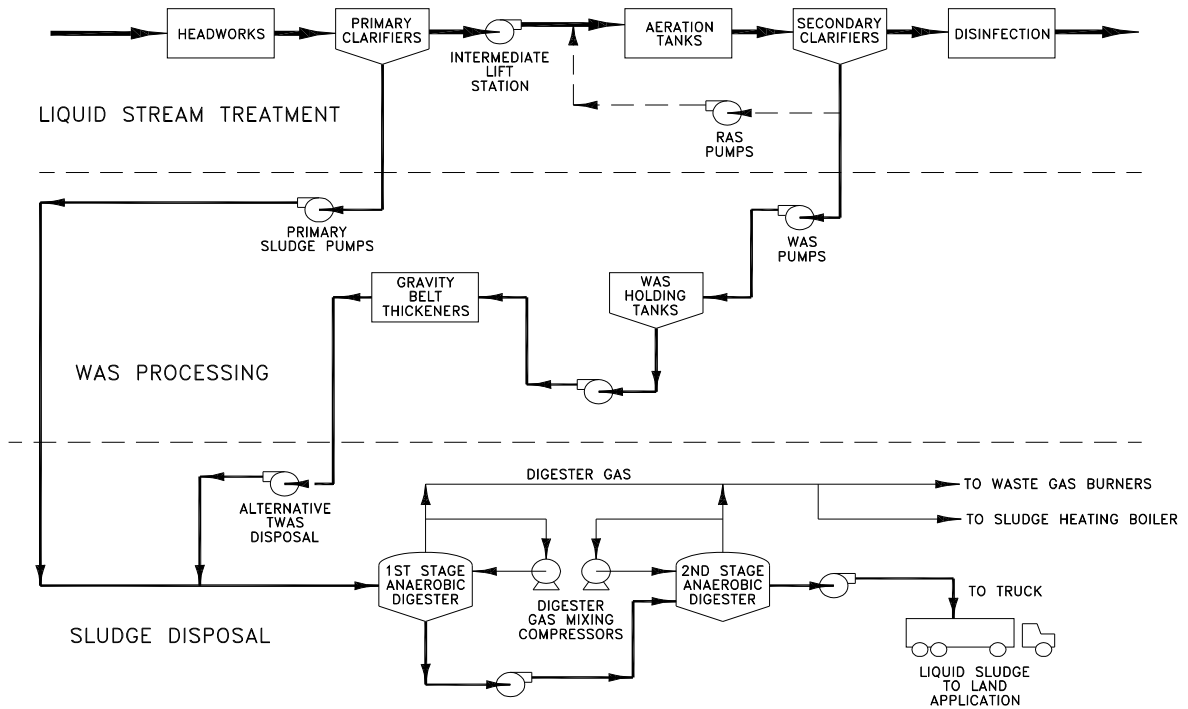 HEADWORKS
PRIMARY
CLARIFIERS
INTERMEDIATE
LIFT
STATION
AERATION
TANKS
SECONDARY
CLARIFIERS
DISINFECTION
LIQUID STREAM TREATMENT
RAS
PUMPS
PRIMARY
SLUDGE PUMPS
WAS
PUMPS
GRAVITY
BELT
THICKENERS
WAS
HOLDING
TANKS
WAS PROCESSING
ALTERNATIVE
TWAS
DISPOSAL
DIGESTER GAS
TO WASTE GAS BURNERS
TO SLUDGE HEATING BOILER
1ST STAGE
ANAEROBIC
DIGESTER
DIGESTER
GAS MIXING
COMPRESSORS
2ND STAGE
ANAEROBIC
DIGESTER
TO TRUCK
SLUDGE DISPOSAL
LIQUID SLUDGE
TO LAND
APPLICATION